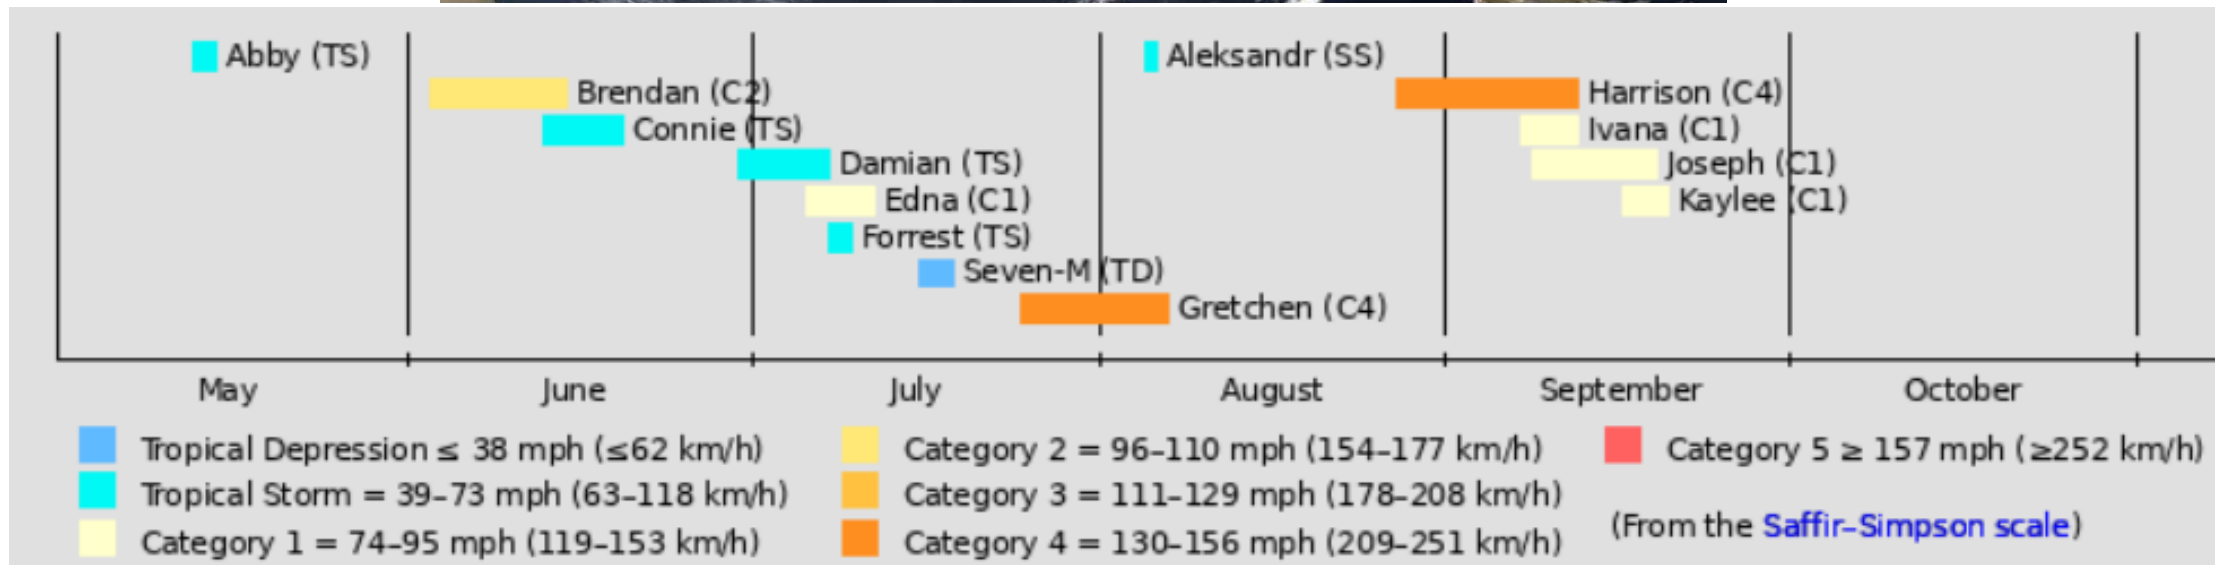 Abby (TS)
Aleksandr (SS)
Brendan (C2)
Harrison (C4)
Connie (TS)
Ivana (C1)
Damian (TS)
Joseph (C1)
Edna (C1)
Kaylee (C1)
Forrest (TS)
Seven-M (TD)
Gretchen (C4)
May
June
July
August
September
October
Tropical Depression ≤ 38 mph (≤62 km/h)
Tropical Storm = 39–73 mph (63–118 km/h)
Category 1 = 74–95 mph (119–153 km/h)
Category 2 = 96–110 mph (154–177 km/h)
Category 3 = 111–129 mph (178–208 km/h)
Category 4 = 130–156 mph (209–251 km/h)
Category 5 ≥ 157 mph (≥252 km/h)
(From the Saffir–Simpson scale)